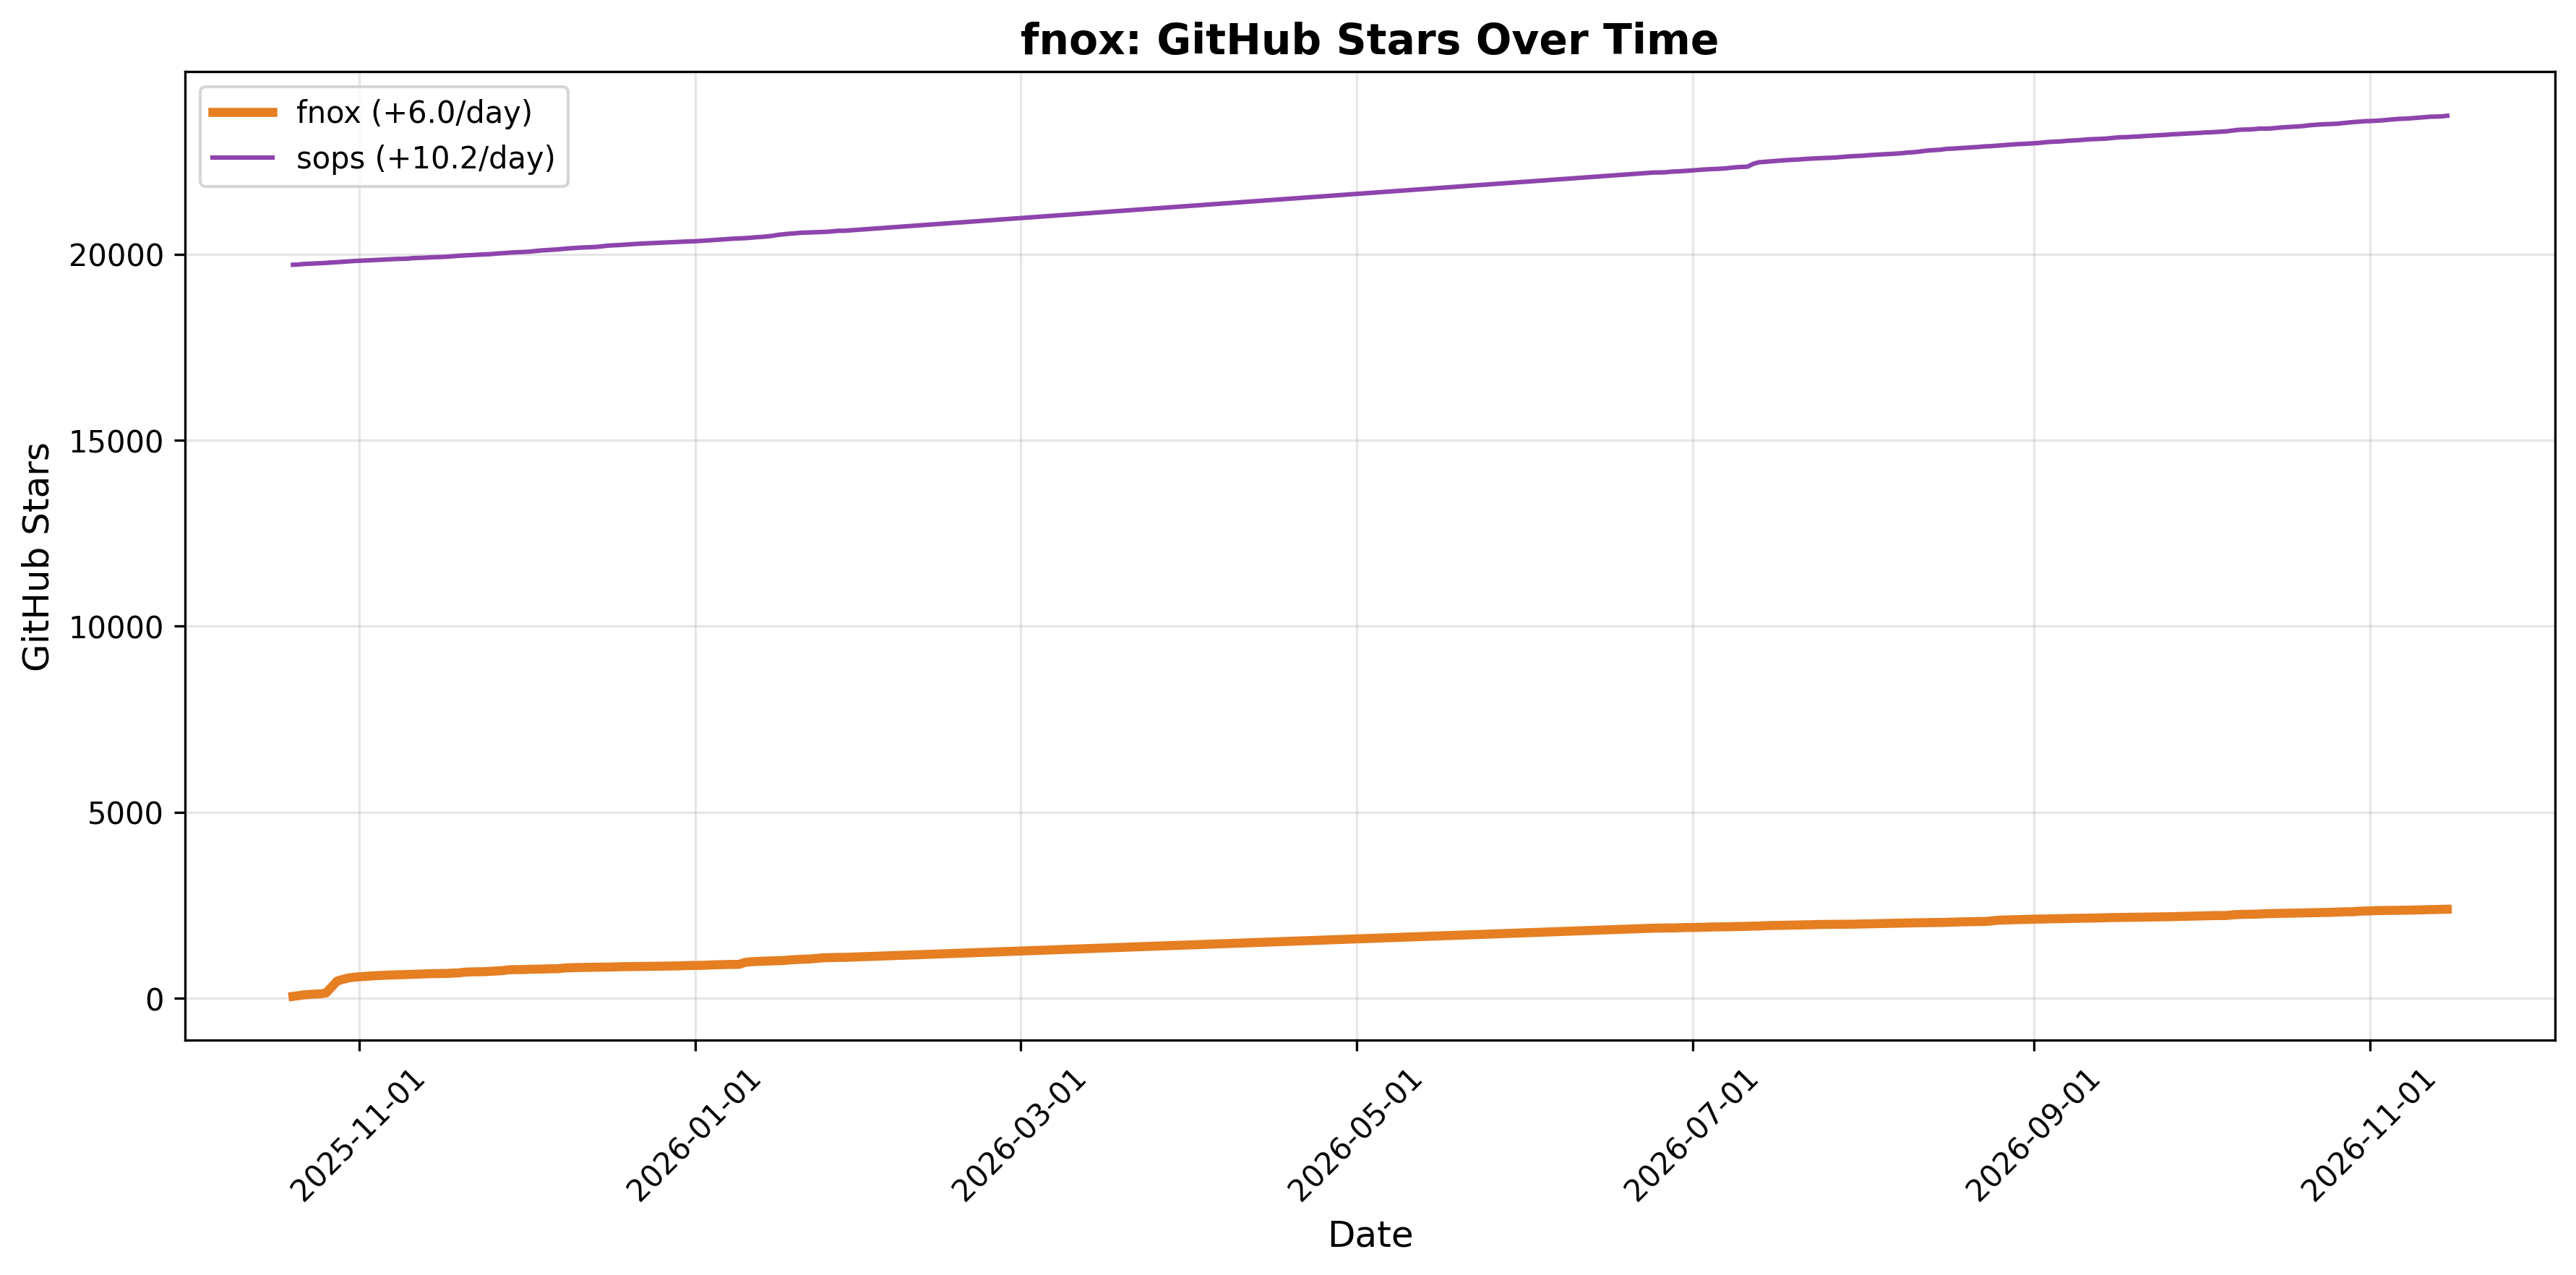 fnox: GitHub Stars Over Time
fnox (+6.0/day)
sops (+10.2/day)
GitHub Stars
20000
15000
10000
5000
0
2025-11-01
2026-01-01
2026-03-01
2026-05-01
2026-07-01
2026-09-01
2026-11-01
Date